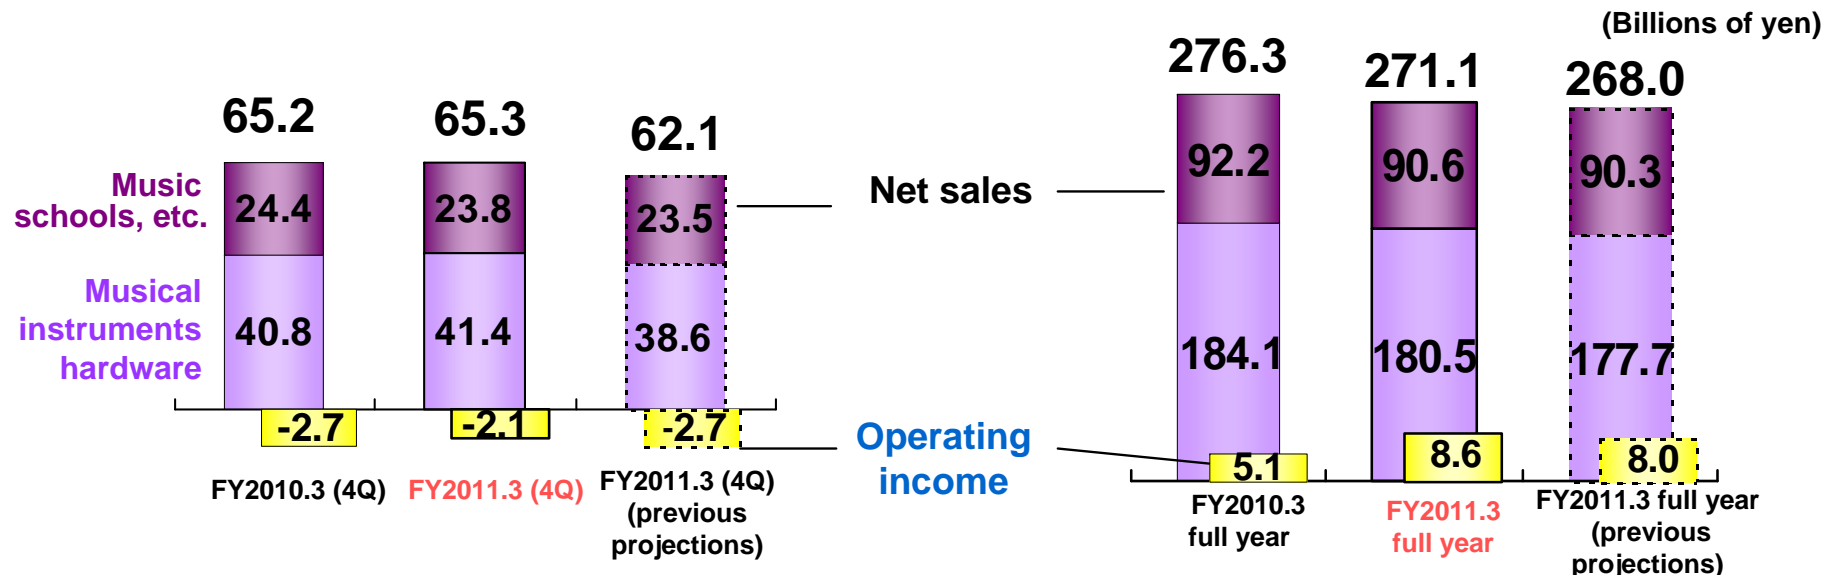 (Billions of yen)
65.2
65.3
62.1
276.3
271.1
268.0
Music
schools, etc.
24.4
23.8
23.5
Net sales
92.2
90.6
90.3
Musical
instruments
hardware
40.8
41.4
38.6
184.1
180.5
177.7
-2.7
-2.1
-2.7
Operating
income
5.1
8.6
8.0
FY2010.3 (4Q)
FY2011.3 (4Q)
FY2011.3 (4Q)
(previous
projections)
FY2010.3
full year
FY2011.3
full year
FY2011.3 full year
(previous
projections)